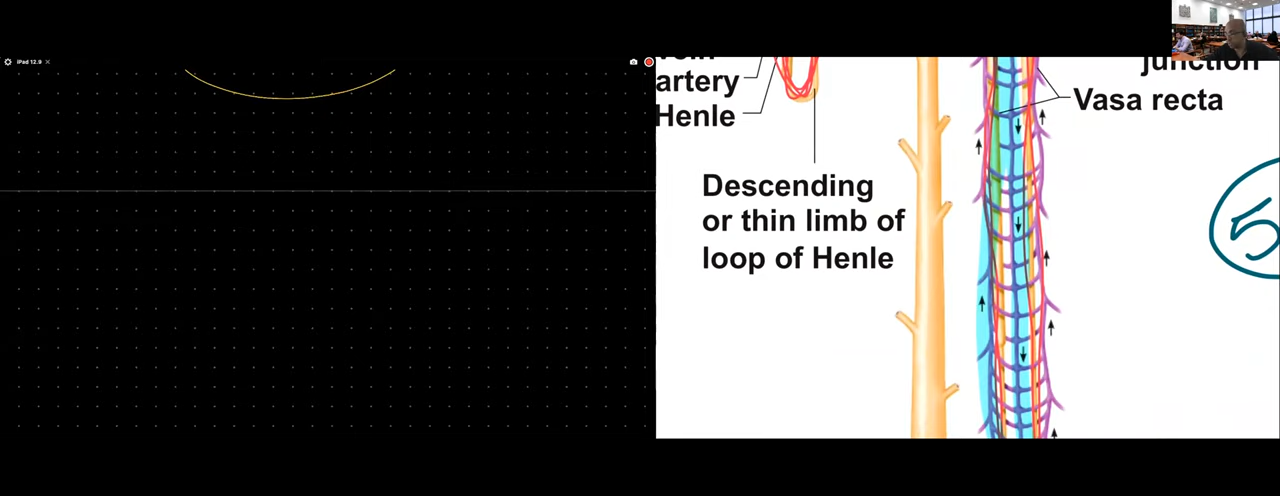 iPad 12.9
artery
Henle
junction
Vasa recta
Descending
or thin limb of
loop of Henle
5